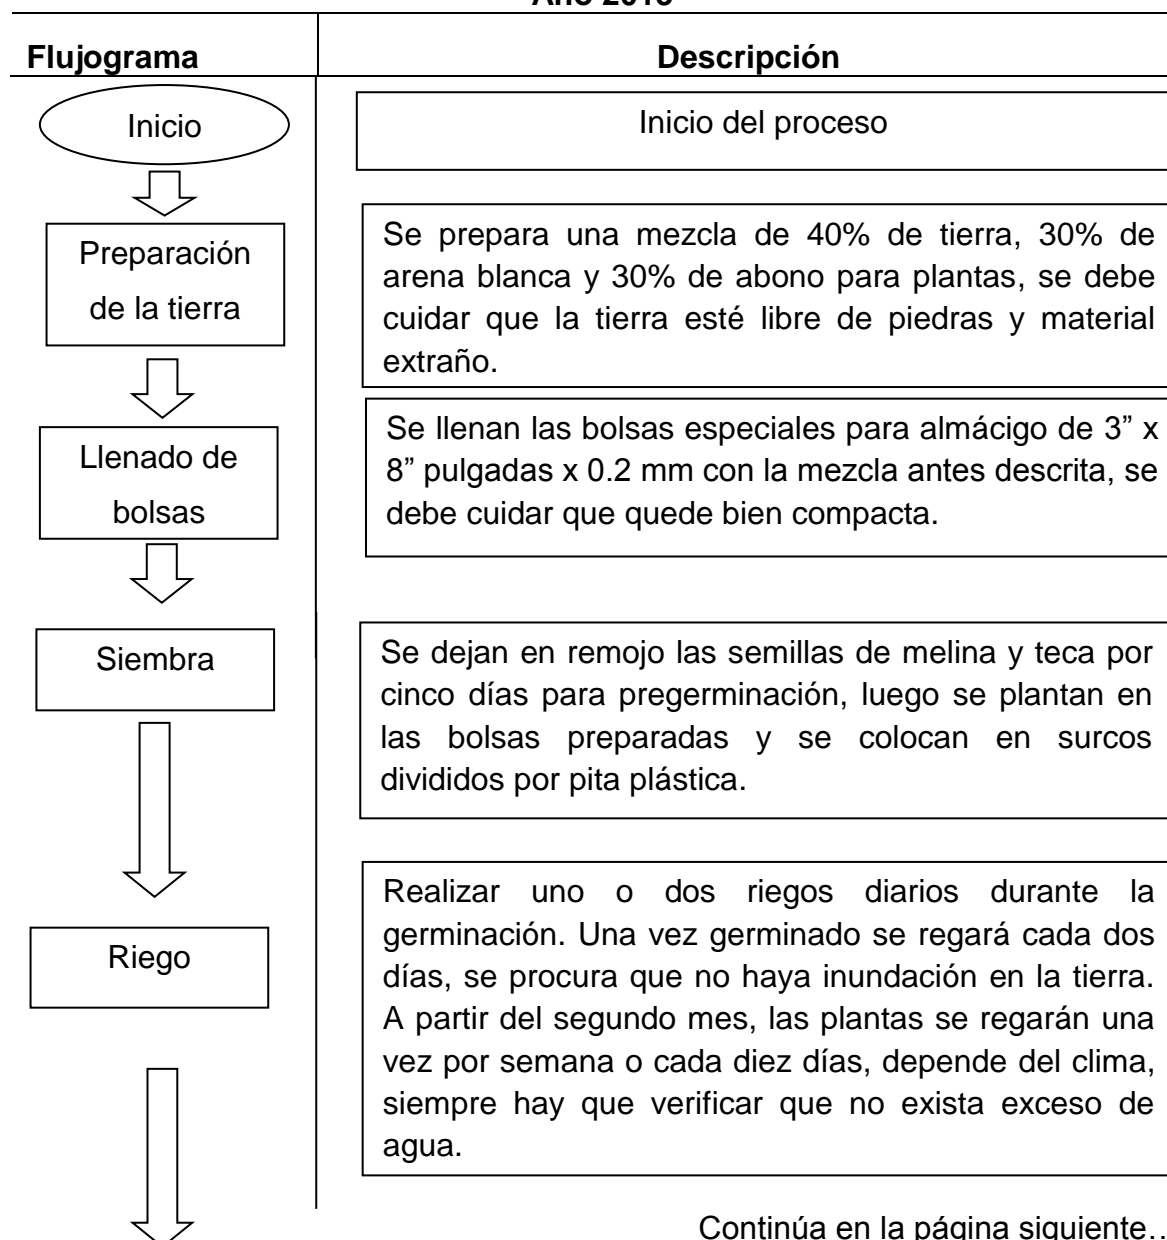 Flujograma
Descripción
Inicio
Inicio del proceso
Preparación
de la tierra
Se prepara una mezcla de 40% de tierra, 30% de
arena blanca y 30% de abono para plantas, se debe
cuidar que la tierra esté libre de piedras y material
extraño.
Llenado de
bolsas
Se llenan las bolsas especiales para almácigo de 3” x
8” pulgadas x 0.2 mm con la mezcla antes descrita, se
debe cuidar que quede bien compacta.
Siembra
Se dejan en remojo las semillas de melina y teca por
cinco días para pregerminación, luego se plantan en
las bolsas preparadas y se colocan en surcos
divididos por pita plástica.
Riego
Realizar uno o dos riegos diarios durante la
germinación. Una vez germinado se regará cada dos
días, se procura que no haya inundación en la tierra.
A partir del segundo mes, las plantas se regarán una
vez por semana o cada diez días, depende del clima,
siempre hay que verificar que no exista exceso de
agua.
Continúa en la página siguiente…